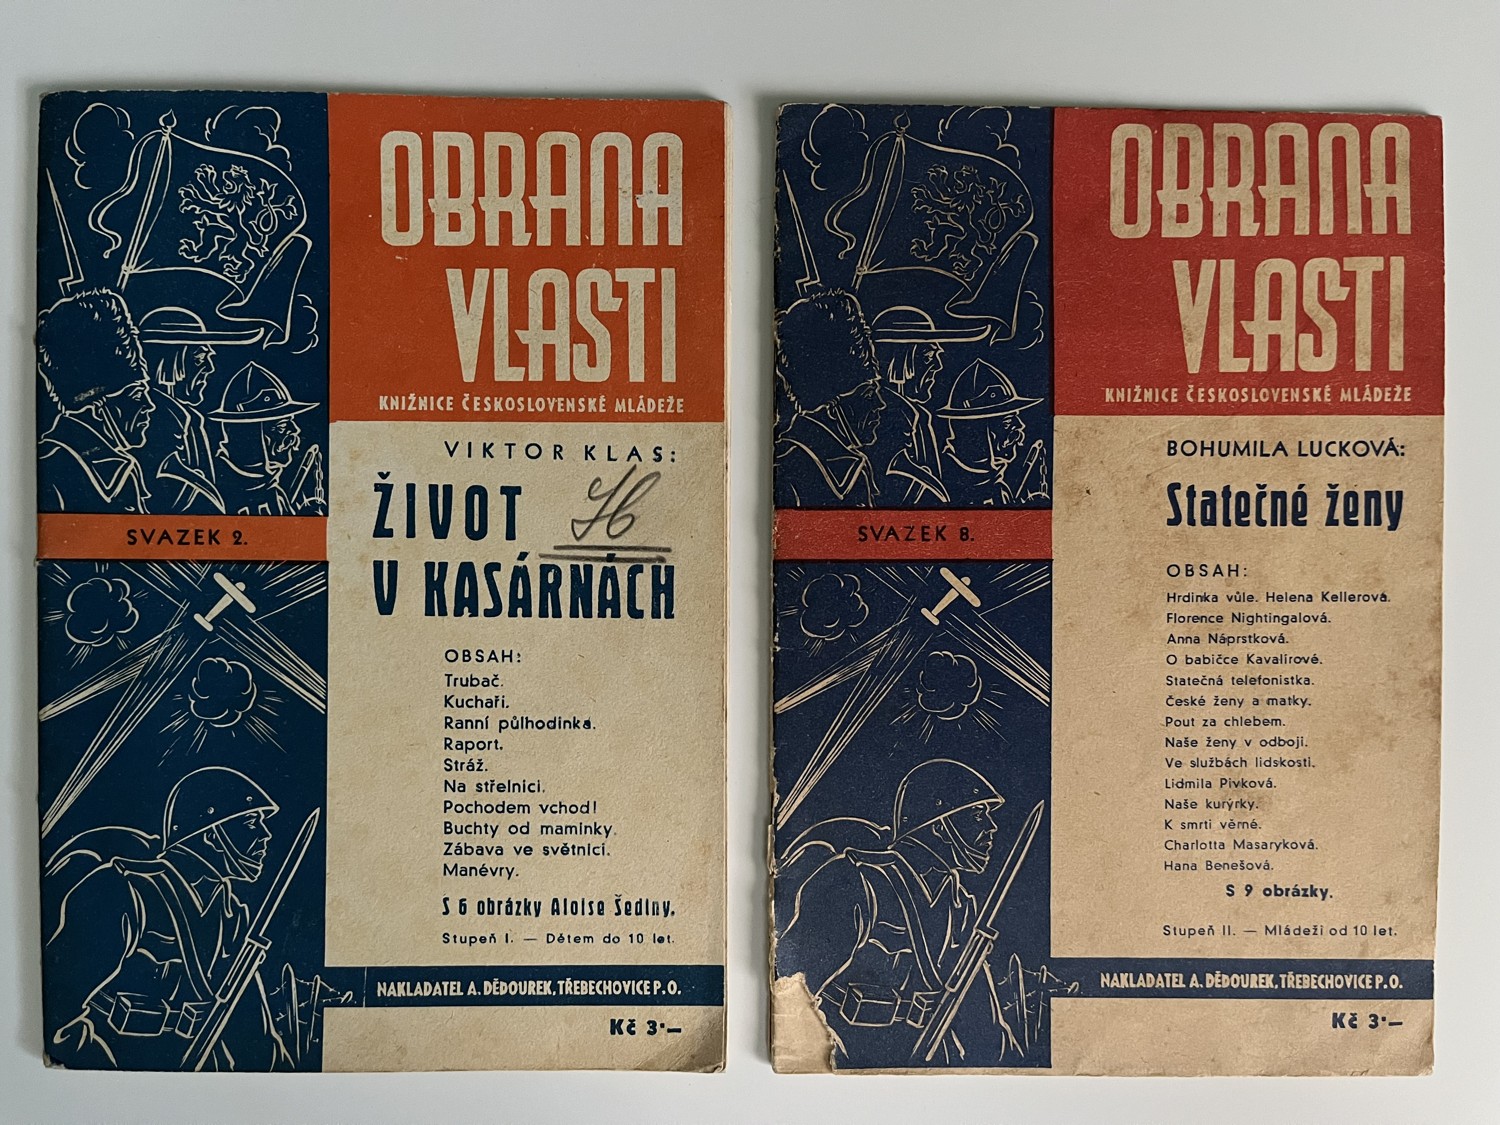 OBRANA
VLASTI
KNIŽNICE ČESKOSLOVENSKÉ MLÁDEŽE
VIKTOR KLAS:
ŽIVOT
V KASÁRNÁCH
SVAZEK 2.
OBSAH:
Trubač.
Kuchaři.
Ranní půlhodinka.
Raport.
Stráž.
Na střelnici.
Pochodem vchod!
Buchty od maminky.
Zábava ve světnici.
Manévry.
S 6 obrázky Aloise Šediny.
Stupeň I. — Dětem do 10 let.
NAKLADATEL A. DĚDOUREK, TŘEBECHOVICE P. O.
Kč 3·—
OBRANA
VLASTI
KNIŽNICE ČESKOSLOVENSKÉ MLÁDEŽE
BOHUMILA LUCKOVÁ:
Statečné ženy
SVAZEK 8.
OBSAH:
Hrdinka vůle. Helena Kellerová.
Florence Nightingalová.
Anna Náprstková.
O babičce Kavalírové.
Statečná telefonistka.
České ženy a matky.
Pout za chlebem.
Naše ženy v odboji.
Ve službách lidskosti.
Lidmila Pivková.
Naše kurýrky.
K smrti věrné.
Charlotta Masaryková.
Hana Benešová.
S 9 obrázky.
Stupeň II. — Mládeži od 10 let.
NAKLADATEL A. DĚDOUREK, TŘEBECHOVICE P. O.
Kč 3·—